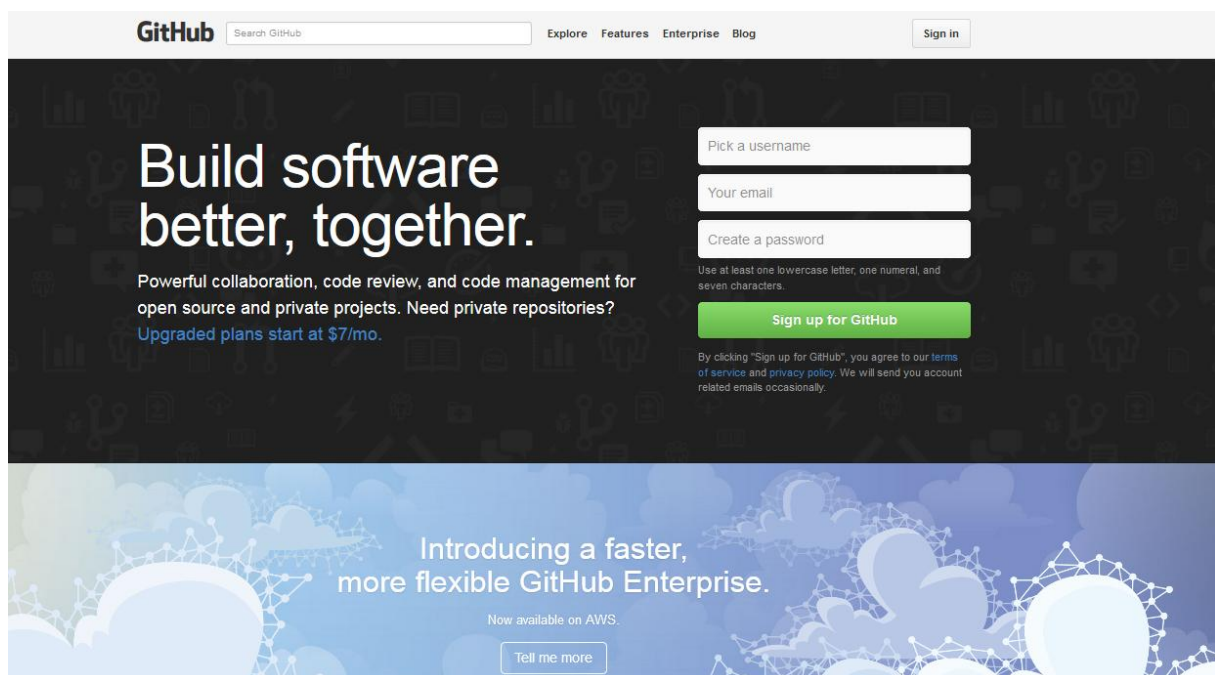 GitHub
Search GitHub
Explore Features Enterprise Blog
Sign in
Build software
better, together.
Powerful collaboration, code review, and code management for
open source and private projects. Need private repositories?
Upgraded plans start at $7/mo.
Pick a username
Your email
Create a password
Use at least one lowercase letter, one numeral, and
seven characters.
Sign up for GitHub
By clicking "Sign up for GitHub", you agree to our terms
of service and privacy policy. We will send you account
related emails occasionally.
Introducing a faster,
more flexible GitHub Enterprise.
Now available on AWS.
Tell me more